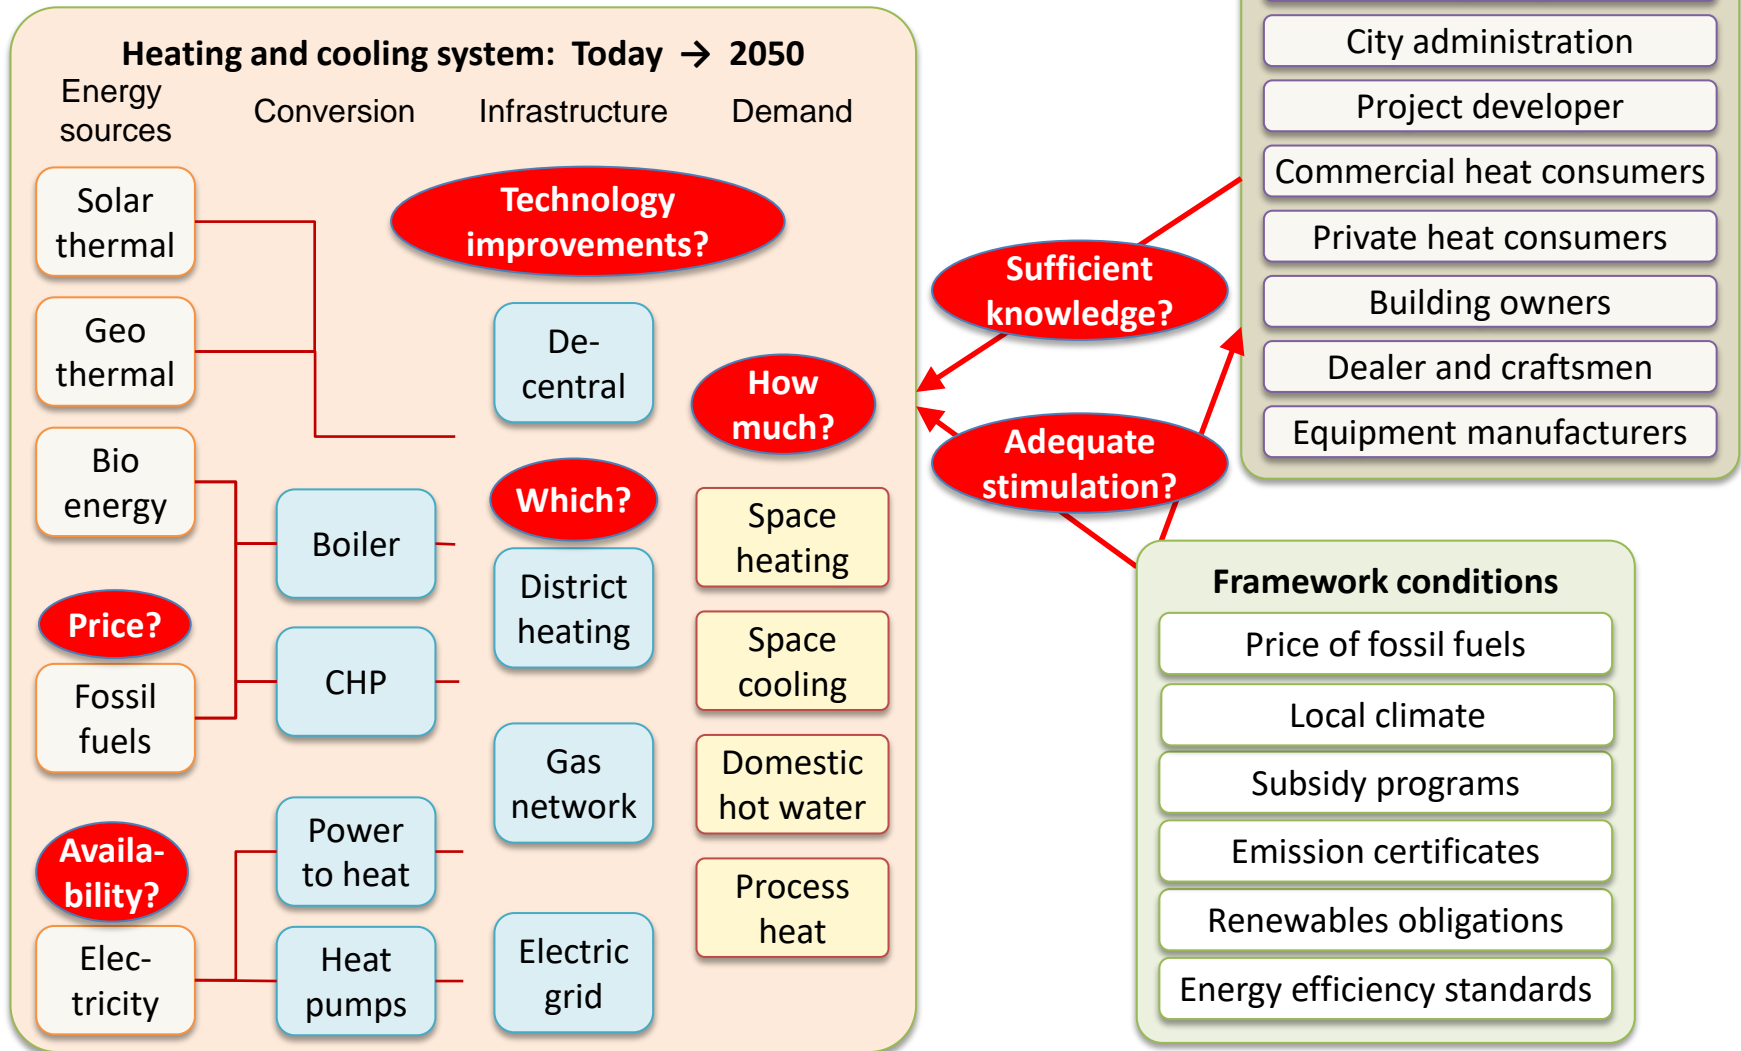 Heating and cooling system: Today → 2050
Energy
sources
Conversion
Infrastructure
Demand
Solar
thermal
Geo
thermal
Bio
energy
Price?
Fossil
fuels
Availa-
bility?
Elec-
tricity
Boiler
CHP
Power
to heat
Heat
pumps
Technology
improvements?
De-
central
Which?
District
heating
Gas
network
Electric
grid
How
much?
Space
heating
Space
cooling
Domestic
hot water
Process
heat
Sufficient
knowledge?
Adequate
stimulation?
City administration
Project developer
Commercial heat consumers
Private heat consumers
Building owners
Dealer and craftsmen
Equipment manufacturers
Framework conditions
Price of fossil fuels
Local climate
Subsidy programs
Emission certificates
Renewables obligations
Energy efficiency standards